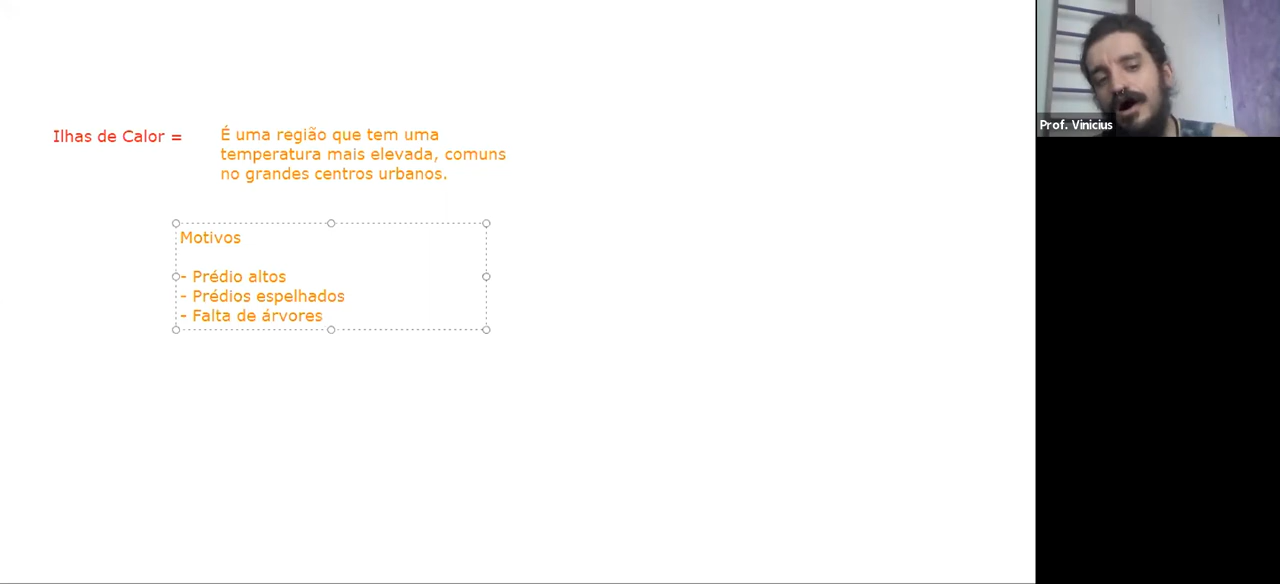 Ilhas de Calor =
É uma região que tem uma
temperatura mais elevada, comuns
no grandes centros urbanos.
Motivos
- Prédio altos
- Prédios espelhados
- Falta de árvores
Prof. Vinicius